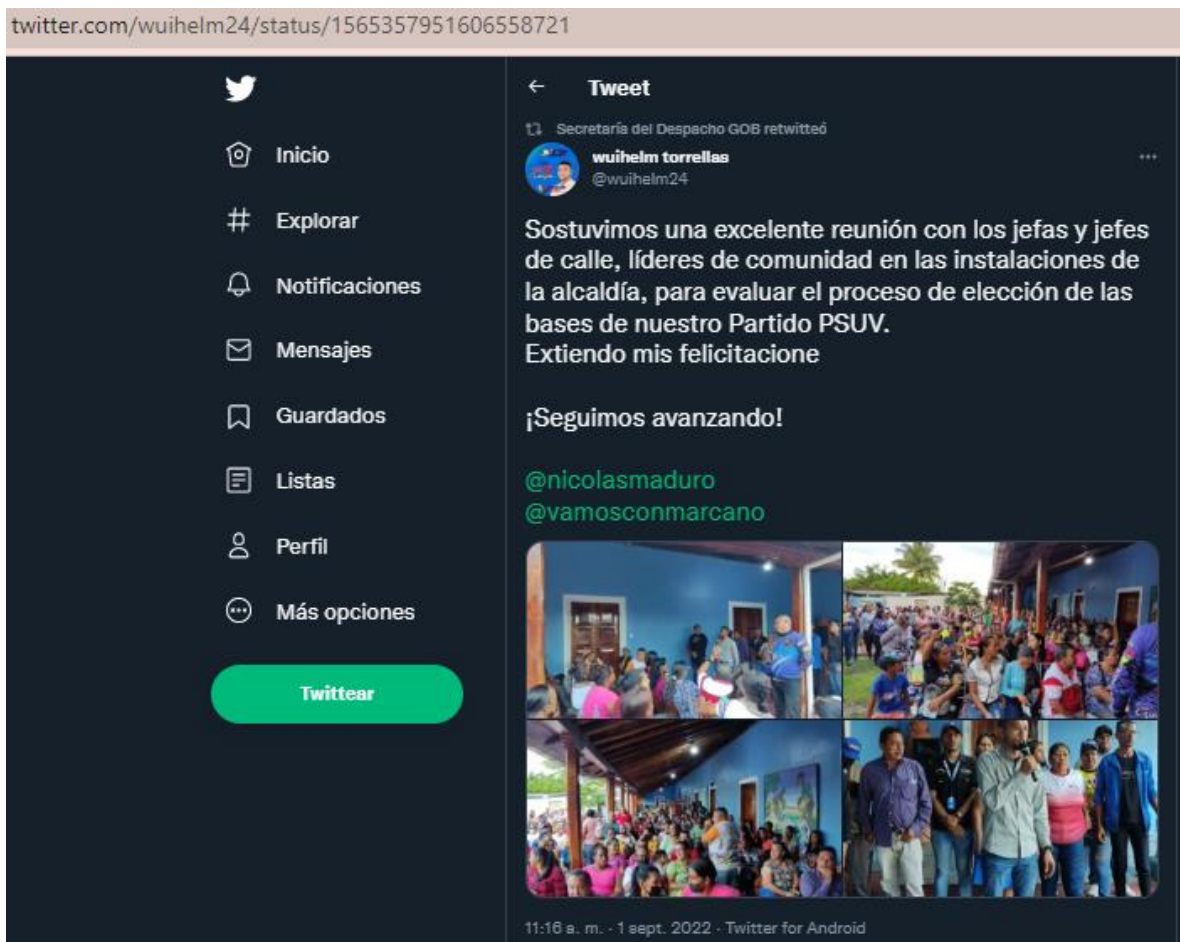 twitter.com/wuihelm24/status/1565357951606558721
Inicio
Explorar
Notificaciones
Mensajes
Guardados
Listas
Perfil
Más opciones
Twittear
Tweet
Secretaría del Despacho GOB retwitteó
wuihelm torrellas
@wuihelm24
Sostuvimos una excelente reunión con los jefas y jefes
de calle, líderes de comunidad en las instalaciones de
la alcaldía, para evaluar el proceso de elección de las
bases de nuestro Partido PSUV.
Extiendo mis felicitacione
¡Seguimos avanzando!
@nicolasmaduro
@vamosconmarcano
11:16 a. m. · 1 sept. 2022 · Twitter for Android